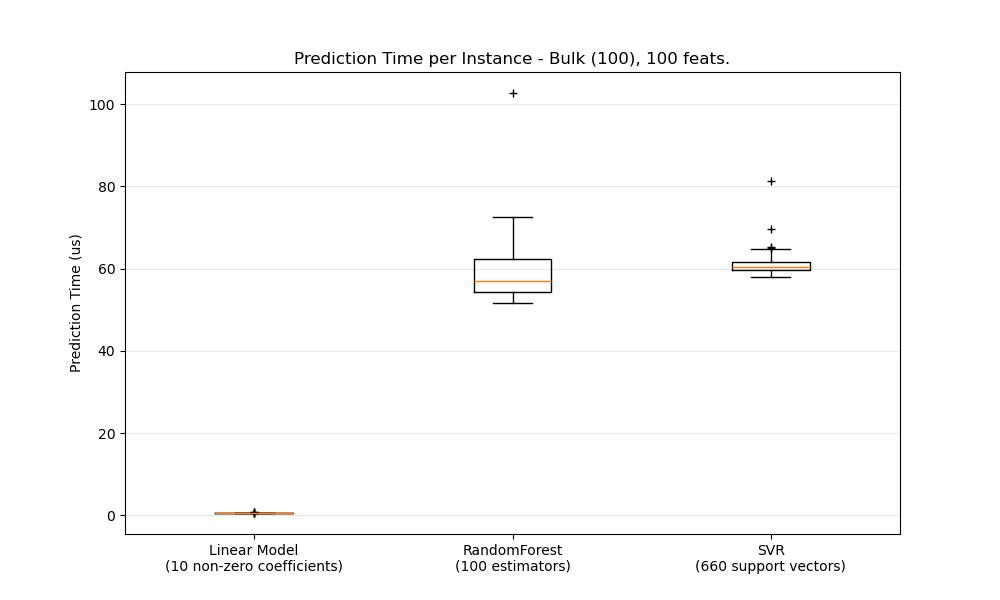 Prediction Time per Instance - Bulk (100), 100 feats.
Prediction Time (us)
100
80
60
40
20
0
Linear Model
(10 non-zero coefficients)
RandomForest
(100 estimators)
SVR
(660 support vectors)